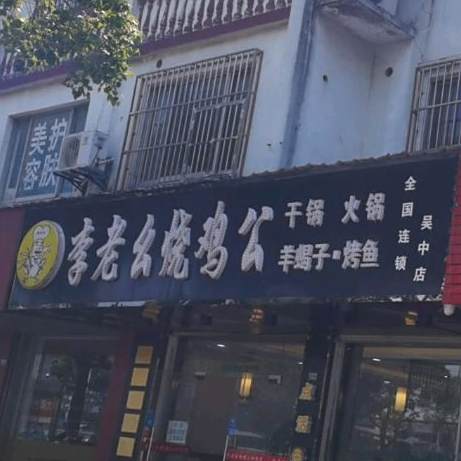 美容
护肤
李老幺烧鸡公
干锅 火锅
羊蝎子·烤鱼
全国连锁
吴中店